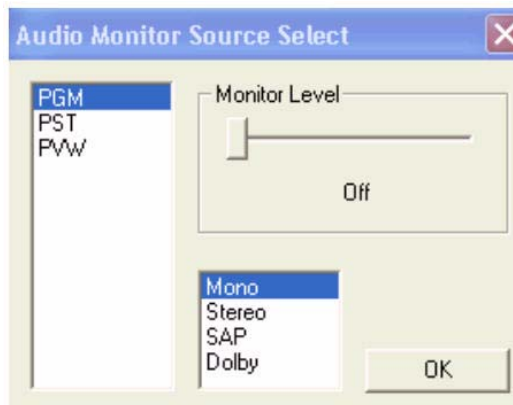 Audio Monitor Source Select
PGM
PST
PVW
Monitor Level
Off
Mono
Stereo
SAP
Dolby
OK